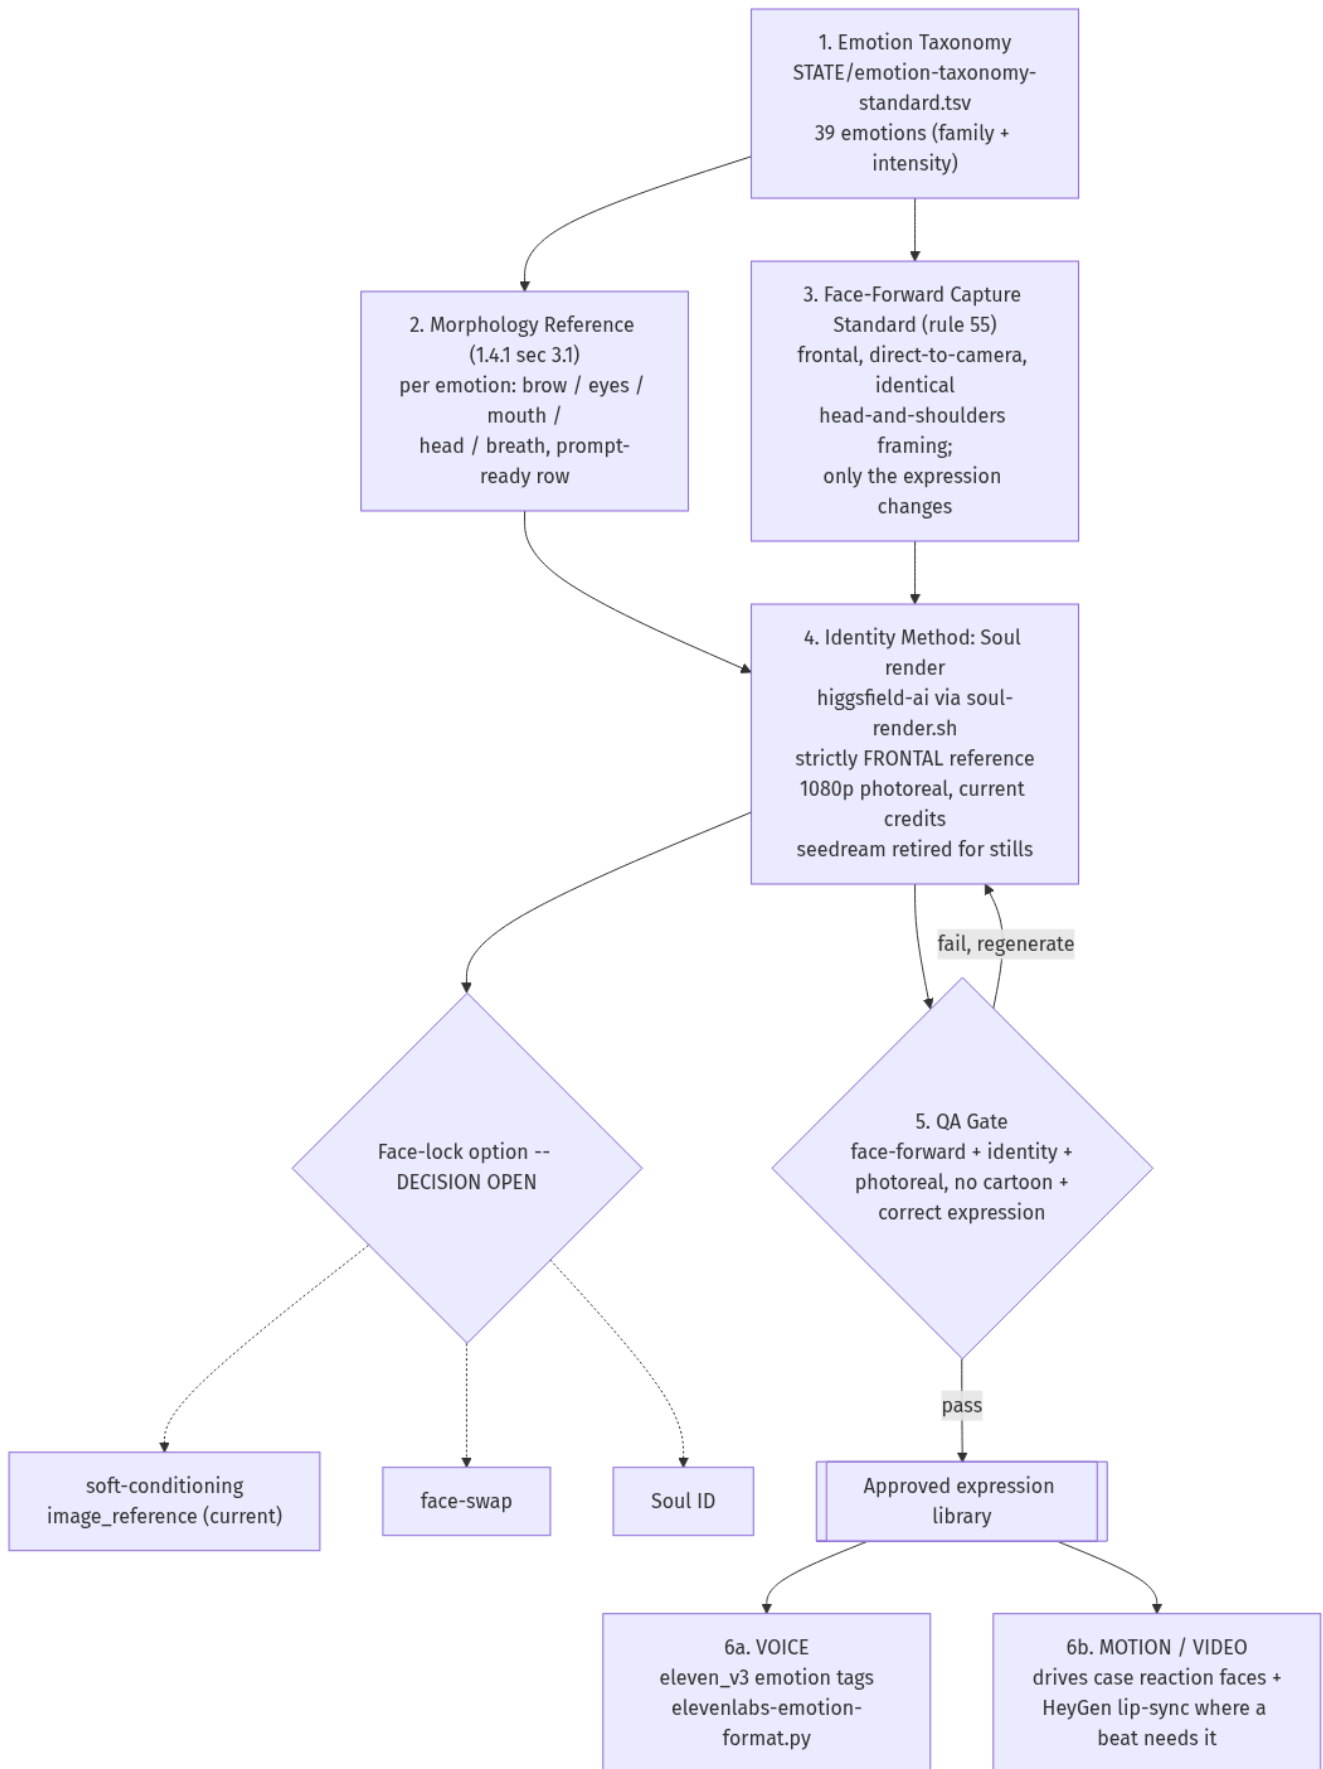 1. Emotion Taxonomy
STATE/emotion-taxonomy-
standard.tsv
39 emotions (family +
intensity)
2. Morphology Reference
(1.4.1 sec 3.1)
per emotion: brow / eyes /
mouth /
head / breath, prompt-
ready row
3. Face-Forward Capture
Standard (rule 55)
frontal, direct-to-camera,
identical
head-and-shoulders
framing;
only the expression
changes
4. Identity Method: Soul
render
higgsfield-ai via soul-
render.sh
strictly FRONTAL reference
1080p photoreal, current
credits
seedream retired for stills
fail, regenerate
Face-lock option --
DECISION OPEN
5. QA Gate
face-forward + identity +
photoreal, no cartoon +
correct expression
pass
soft-conditioning
image_reference (current)
face-swap
Soul ID
Approved expression
library
6a. VOICE
eleven_v3 emotion tags
elevenlabs-emotion-
format.py
6b. MOTION / VIDEO
drives case reaction faces +
HeyGen lip-sync where a
beat needs it